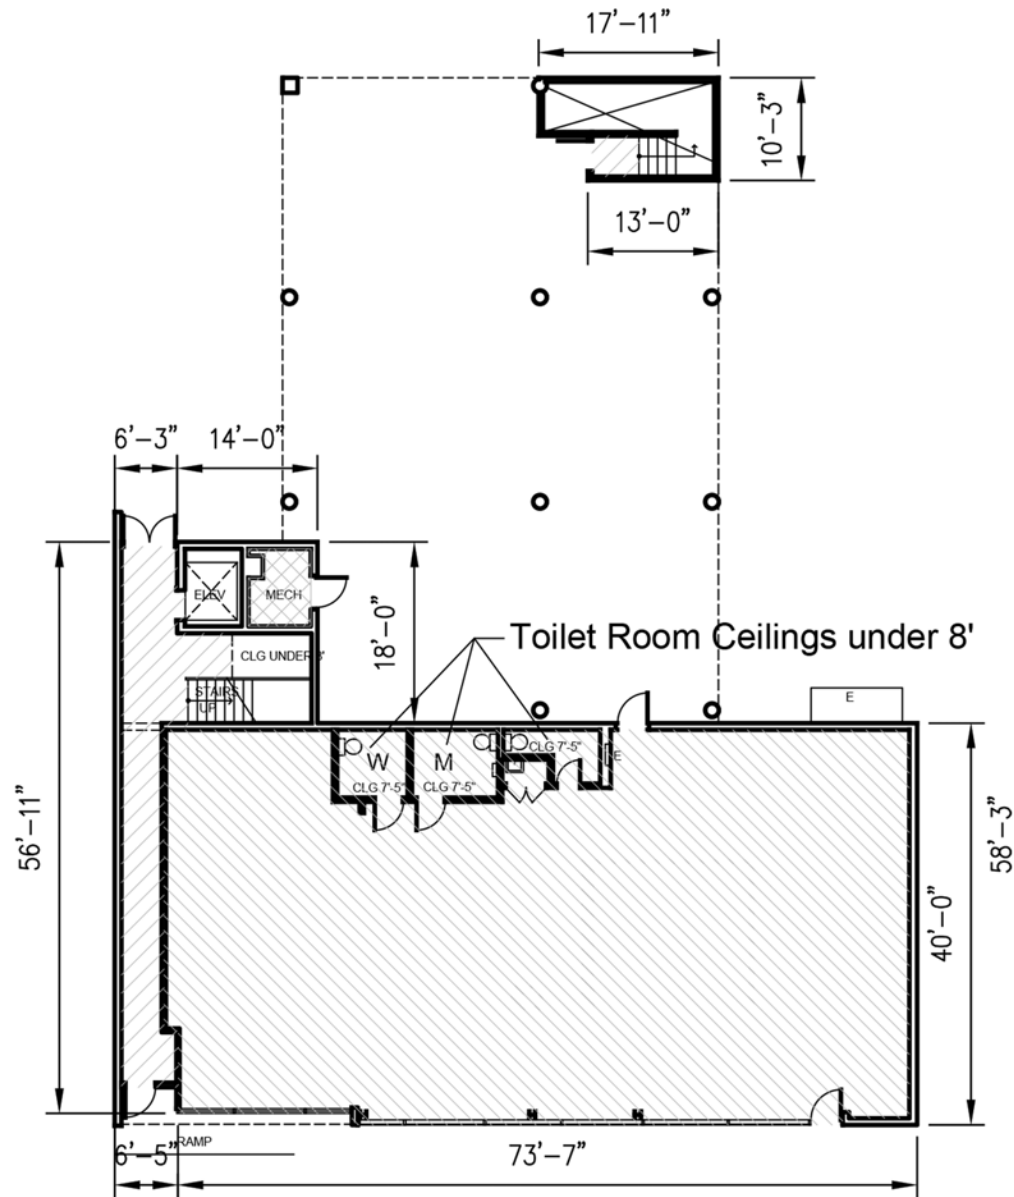 17'-11"
10'-3"
13'-0"
6'-3"
14'-0"
ELEV
MECH
18'-0"
Toilet Room Ceilings under 8'
CLG UNDER 8'
STAIRS
UP
E
W
M
CLG 7'-5"
CLG 7'-5"
CLG 7'-5"
E
56'-11"
58'-3"
40'-0"
RAMP
6'-5"
73'-7"